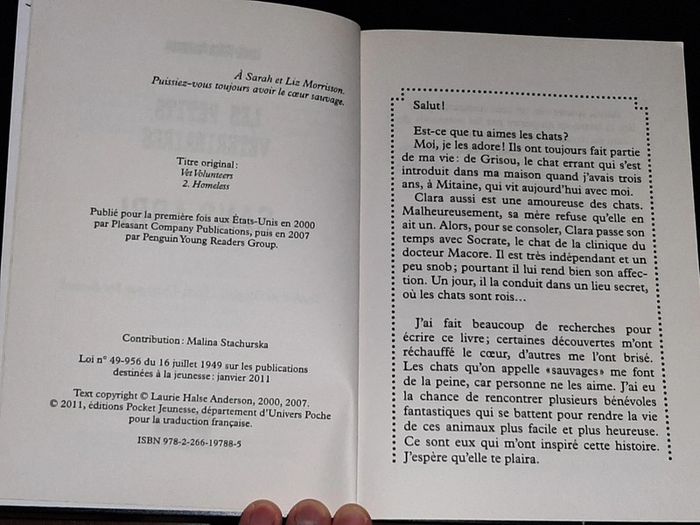 À Sarah et Liz Morrisson.
Puissiez-vous toujours avoir le cœur sauvage.
Titre original :
Vet Volunteers
2. Homeless
Publié pour la première fois aux États-Unis en 2000
par Pleasant Company Publications, puis en 2007
par Penguin Young Readers Group.
Contribution : Malina Stachurska
Loi n° 49-956 du 16 juillet 1949 sur les publications
destinées à la jeunesse : janvier 2011
Text copyright © Laurie Halse Anderson, 2000, 2007.
© 2011, éditions Pocket Jeunesse, département d'Univers Poche
pour la traduction française.
ISBN 978-2-266-19788-5
Salut !
Est-ce que tu aimes les chats ?
Moi, je les adore ! Ils ont toujours fait partie
de ma vie : de Grisou, le chat errant qui s'est
introduit dans ma maison quand j'avais trois
ans, à Mitaine, qui vit aujourd'hui avec moi.
Clara aussi est une amoureuse des chats.
Malheureusement, sa mère refuse qu'elle en
ait un. Alors, pour se consoler, Clara passe son
temps avec Socrate, le chat de la clinique du
docteur Macore. Il est très indépendant et un
peu snob ; pourtant il lui rend bien son affec-
tion. Un jour, il la conduit dans un lieu secret,
où les chats sont rois...
J'ai fait beaucoup de recherches pour
écrire ce livre ; certaines découvertes m'ont
réchauffé le cœur, d'autres me l'ont brisé.
Les chats qu'on appelle «sauvages» me font
de la peine, car personne ne les aime. J'ai eu
la chance de rencontrer plusieurs bénévoles
fantastiques qui se battent pour rendre la vie
de ces animaux plus facile et plus heureuse.
Ce sont eux qui m'ont inspiré cette histoire.
J'espère qu'elle te plaira.